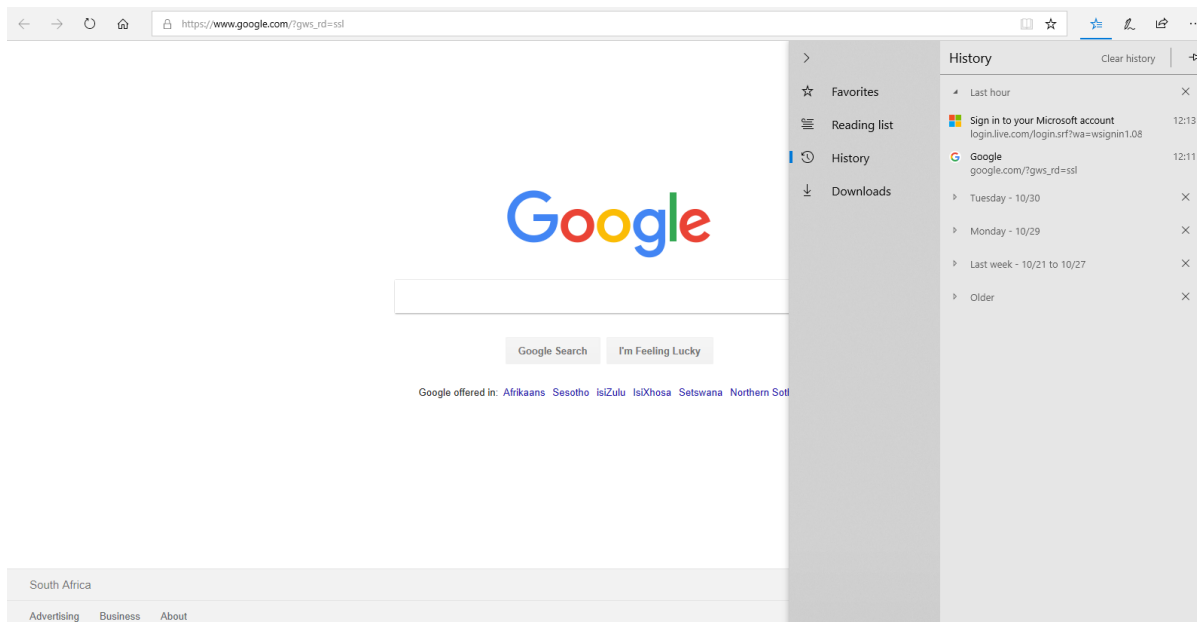 https://www.google.com/?gws_rd=ssl
Google
Google Search
I'm Feeling Lucky
Google offered in: Afrikaans Sesotho isiZulu IsiXhosa Setswana Northern Sotl
South Africa
Advertising Business About
Favorites
Reading list
History
Downloads
History
Clear history
Last hour
Sign in to your Microsoft account 12:13
login.live.com/login.srf?wa=wsignin1.08
Google 12:11
google.com/?gws_rd=ssl
Tuesday - 10/30
Monday - 10/29
Last week - 10/21 to 10/27
Older